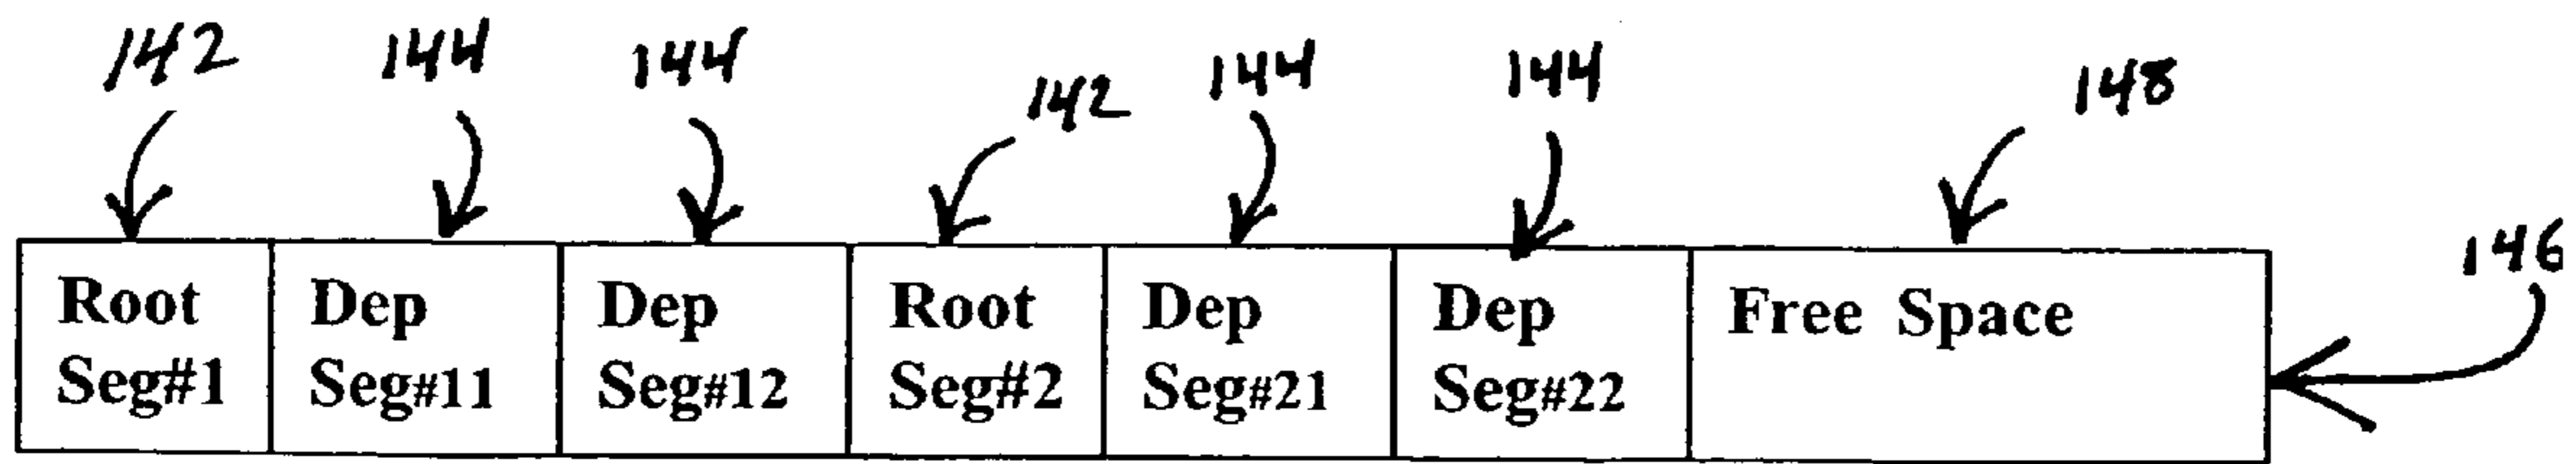 142 144 144 142 144 144 148
146
Root Dep Dep Root Dep Dep Free Space
Seg#1 Seg#11 Seg#12 Seg#2 Seg#21 Seg#22